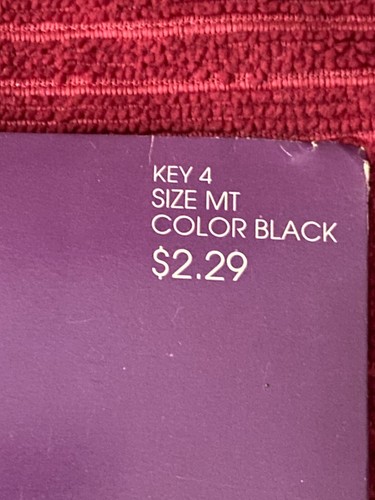 KEY 4
SIZE MT
COLOR BLACK
$2.29